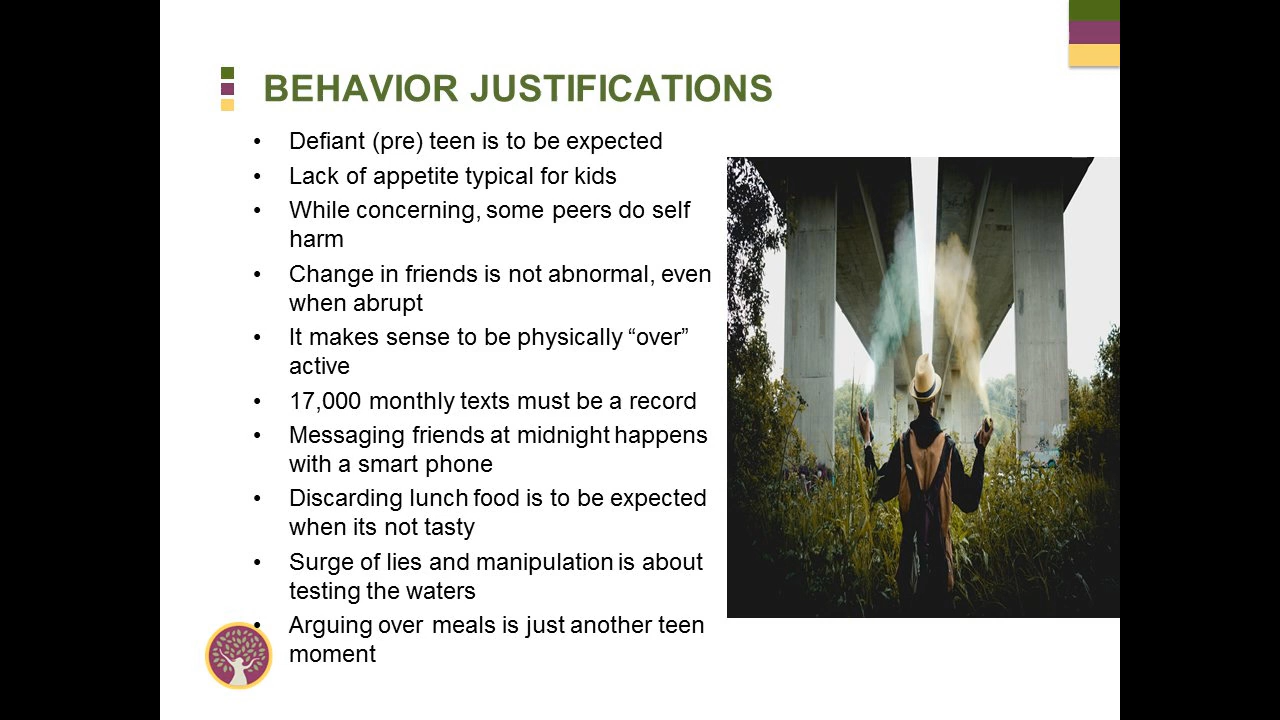 BEHAVIOR JUSTIFICATIONS
• Defiant (pre) teen is to be expected
• Lack of appetite typical for kids
• While concerning, some peers do self
harm
• Change in friends is not abnormal, even
when abrupt
• It makes sense to be physically “over”
active
• 17,000 monthly texts must be a record
• Messaging friends at midnight happens
with a smart phone
• Discarding lunch food is to be expected
when its not tasty
• Surge of lies and manipulation is about
testing the waters
• Arguing over meals is just another teen
moment